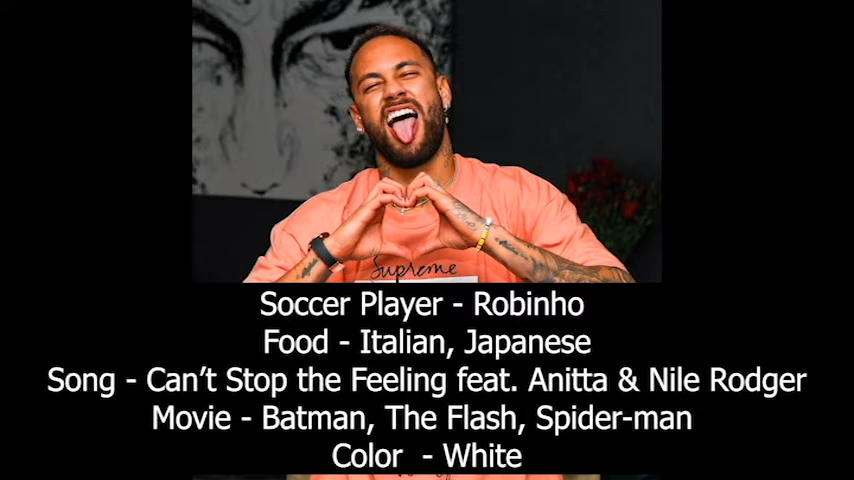 Supreme
Soccer Player - Robinho
Food - Italian, Japanese
Song - Can't Stop the Feeling feat. Anitta & Nile Rodger
Movie - Batman, The Flash, Spider-man
Color - White